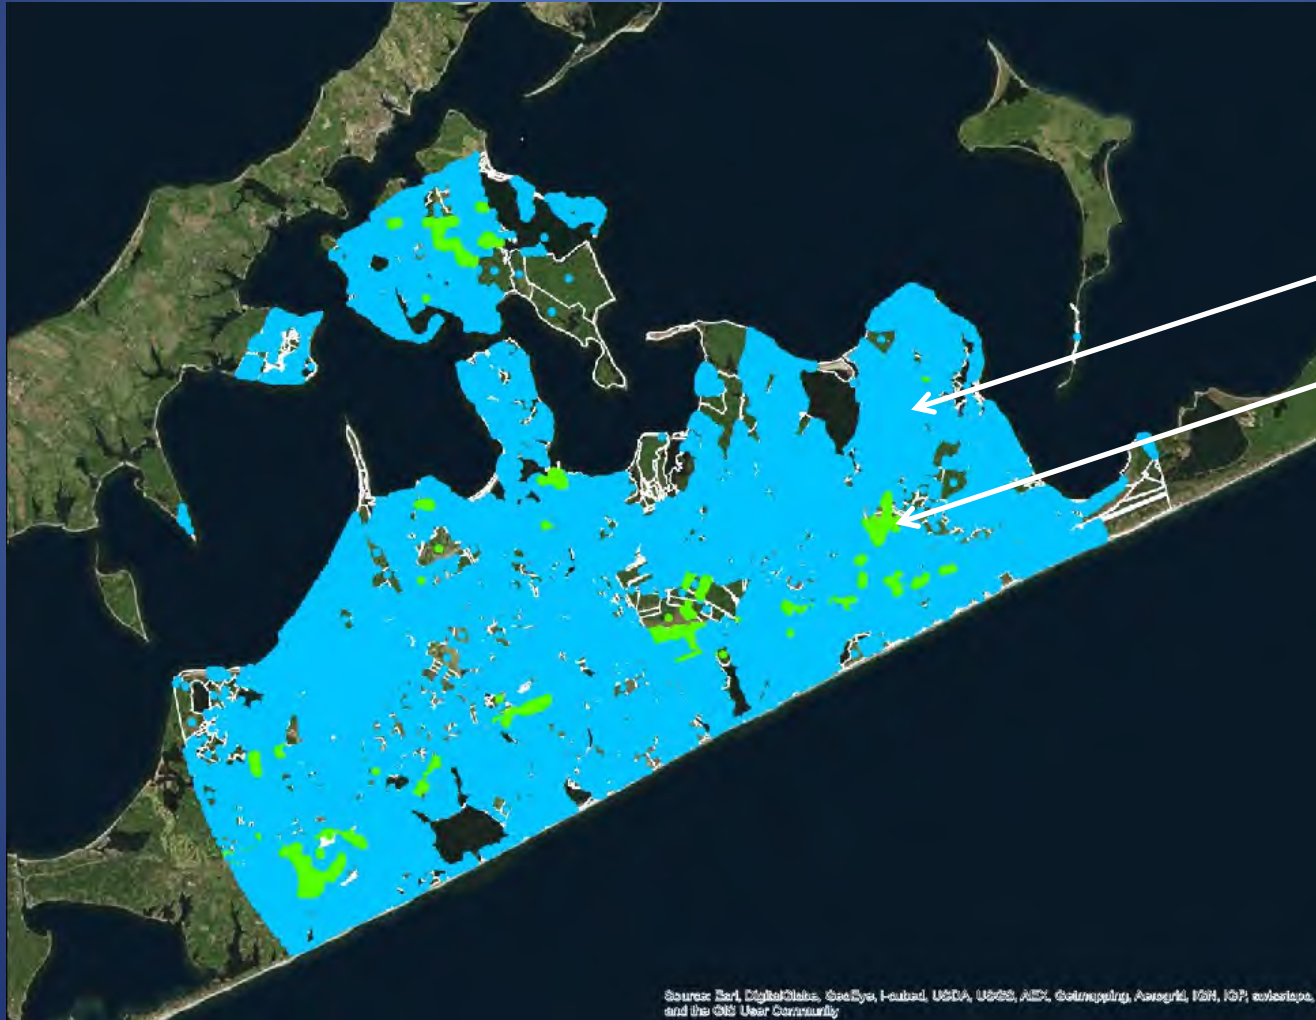 Source: Esri, DigitalGlobe, GeoEye, i-cubed, USDA, USGS, AEX, Getmapping, Aerogrid, IGN, IGP, swisstopo,
and the GIS User Community